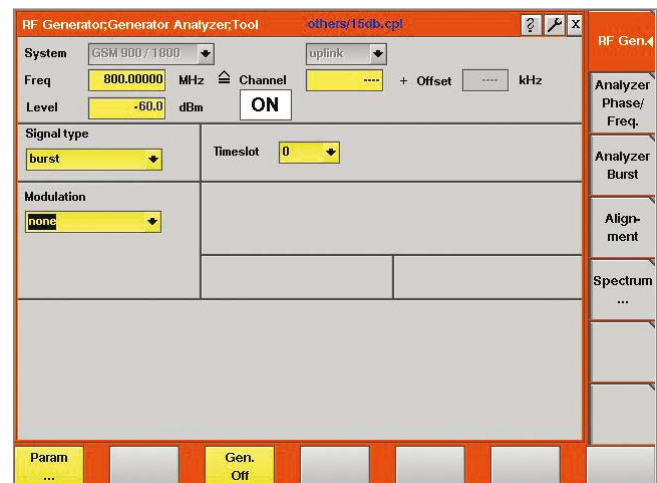 RF Generator;Generator Analyzer;Tool others/15db.cpl ? X
RF Gen.
System GSM 900 / 1800 uplink
Freq 800.00000 MHz ≙ Channel ---- + Offset ---- kHz
Level -60.0 dBm ON
Analyzer
Phase/
Freq.
Signal type
burst
Timeslot 0
Analyzer
Burst
Modulation
none
Align-
ment
Spectrum
...
Param
...
Gen.
Off